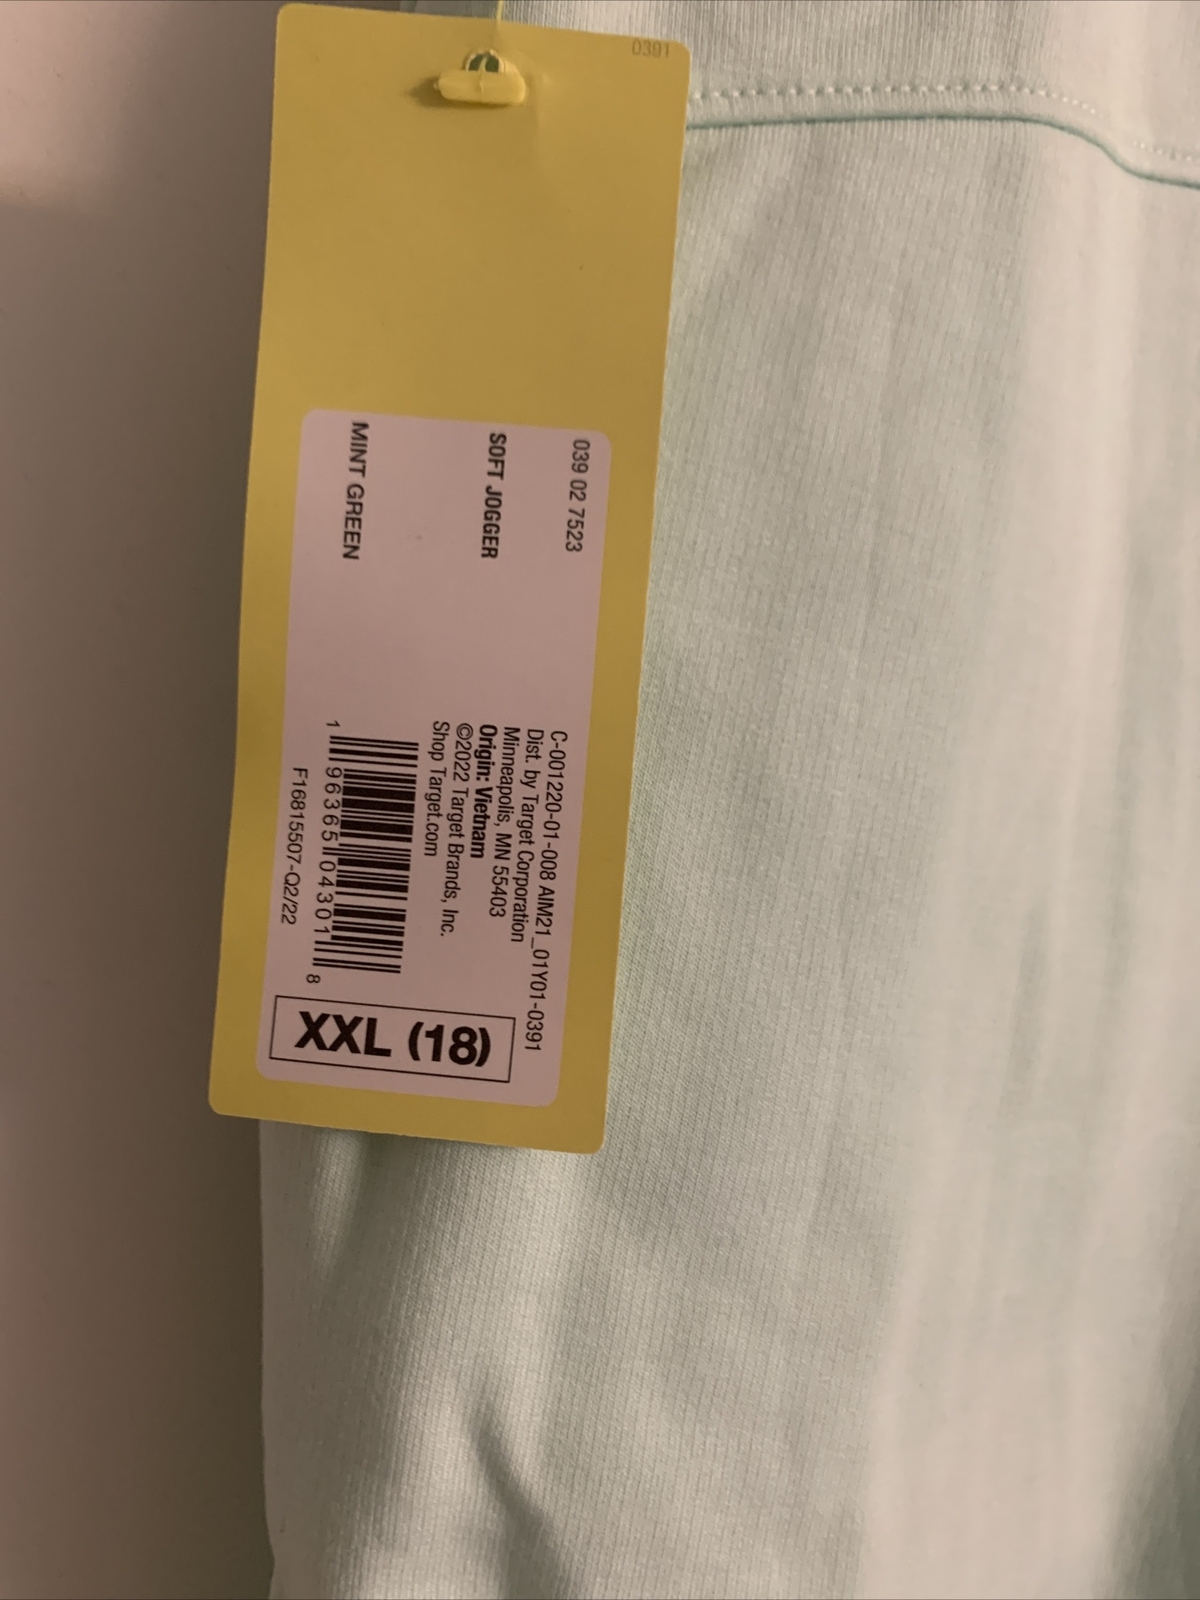 0391
039 02 7523
SOFT JOGGER
MINT GREEN
C-001220-01-008 AIM21_01Y01-0391
Dist. by Target Corporation
Minneapolis, MN 55403
Origin: Vietnam
©2022 Target Brands, Inc.
Shop Target.com
1 96365 04301 8
F16815507-Q2/22
XXL (18)